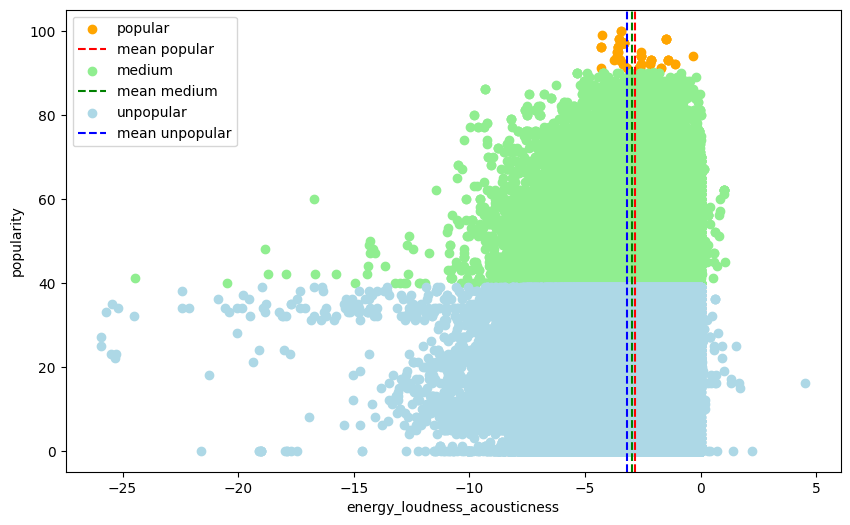 popular
mean popular
medium
mean medium
unpopular
mean unpopular
popularity
100
80
60
40
20
0
−25
−20
−15
−10
−5
0
5
energy_loudness_acousticness